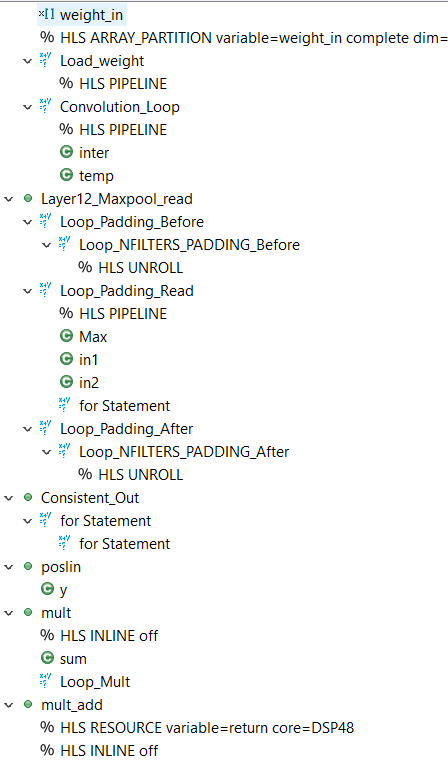 weight_in
% HLS ARRAY_PARTITION variable=weight_in complete dim=
Load_weight
% HLS PIPELINE
Convolution_Loop
% HLS PIPELINE
inter
temp
Layer12_Maxpool_read
Loop_Padding_Before
Loop_NFILTERS_PADDING_Before
% HLS UNROLL
Loop_Padding_Read
% HLS PIPELINE
Max
in1
in2
for Statement
Loop_Padding_After
Loop_NFILTERS_PADDING_After
% HLS UNROLL
Consistent_Out
for Statement
for Statement
poslin
y
mult
% HLS INLINE off
sum
Loop_Mult
mult_add
% HLS RESOURCE variable=return core=DSP48
% HLS INLINE off